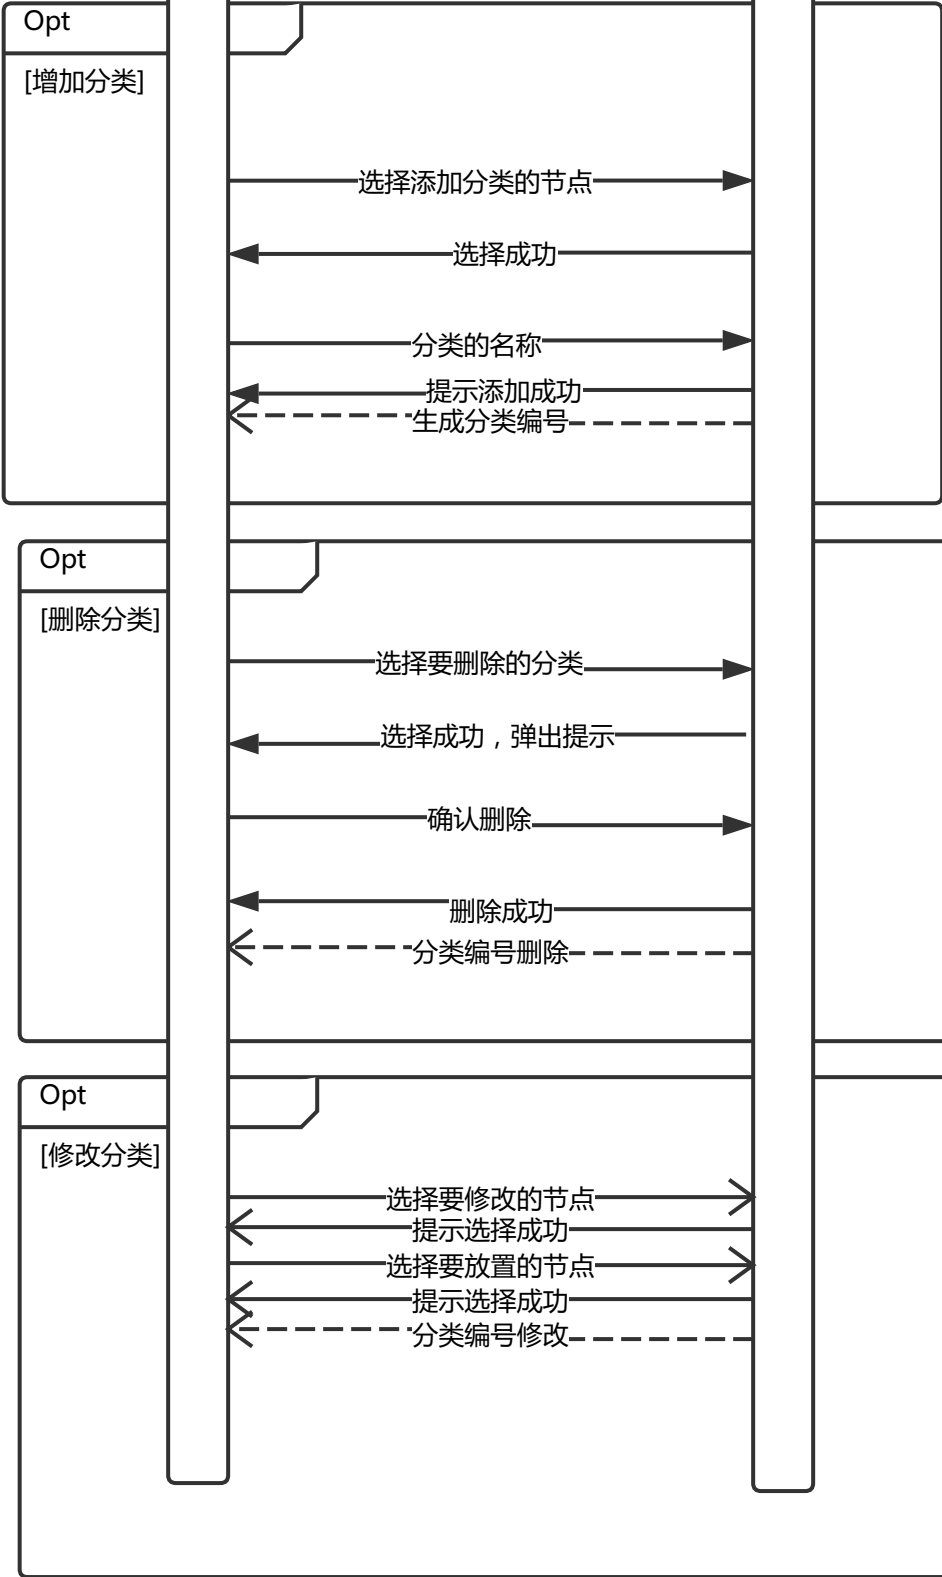 Opt
[增加分类]
选择添加分类的节点
选择成功
分类的名称
提示添加成功
生成分类编号
Opt
[删除分类]
选择要删除的分类
选择成功，弹出提示
确认删除
删除成功
分类编号删除
Opt
[修改分类]
选择要修改的节点
提示选择成功
选择要放置的节点
提示选择成功
分类编号修改